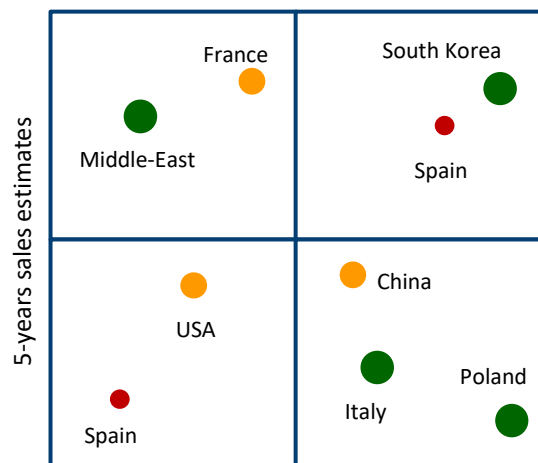 France
South Korea
Middle-East
Spain
5-years sales estimates
China
USA
Poland
Italy
Spain